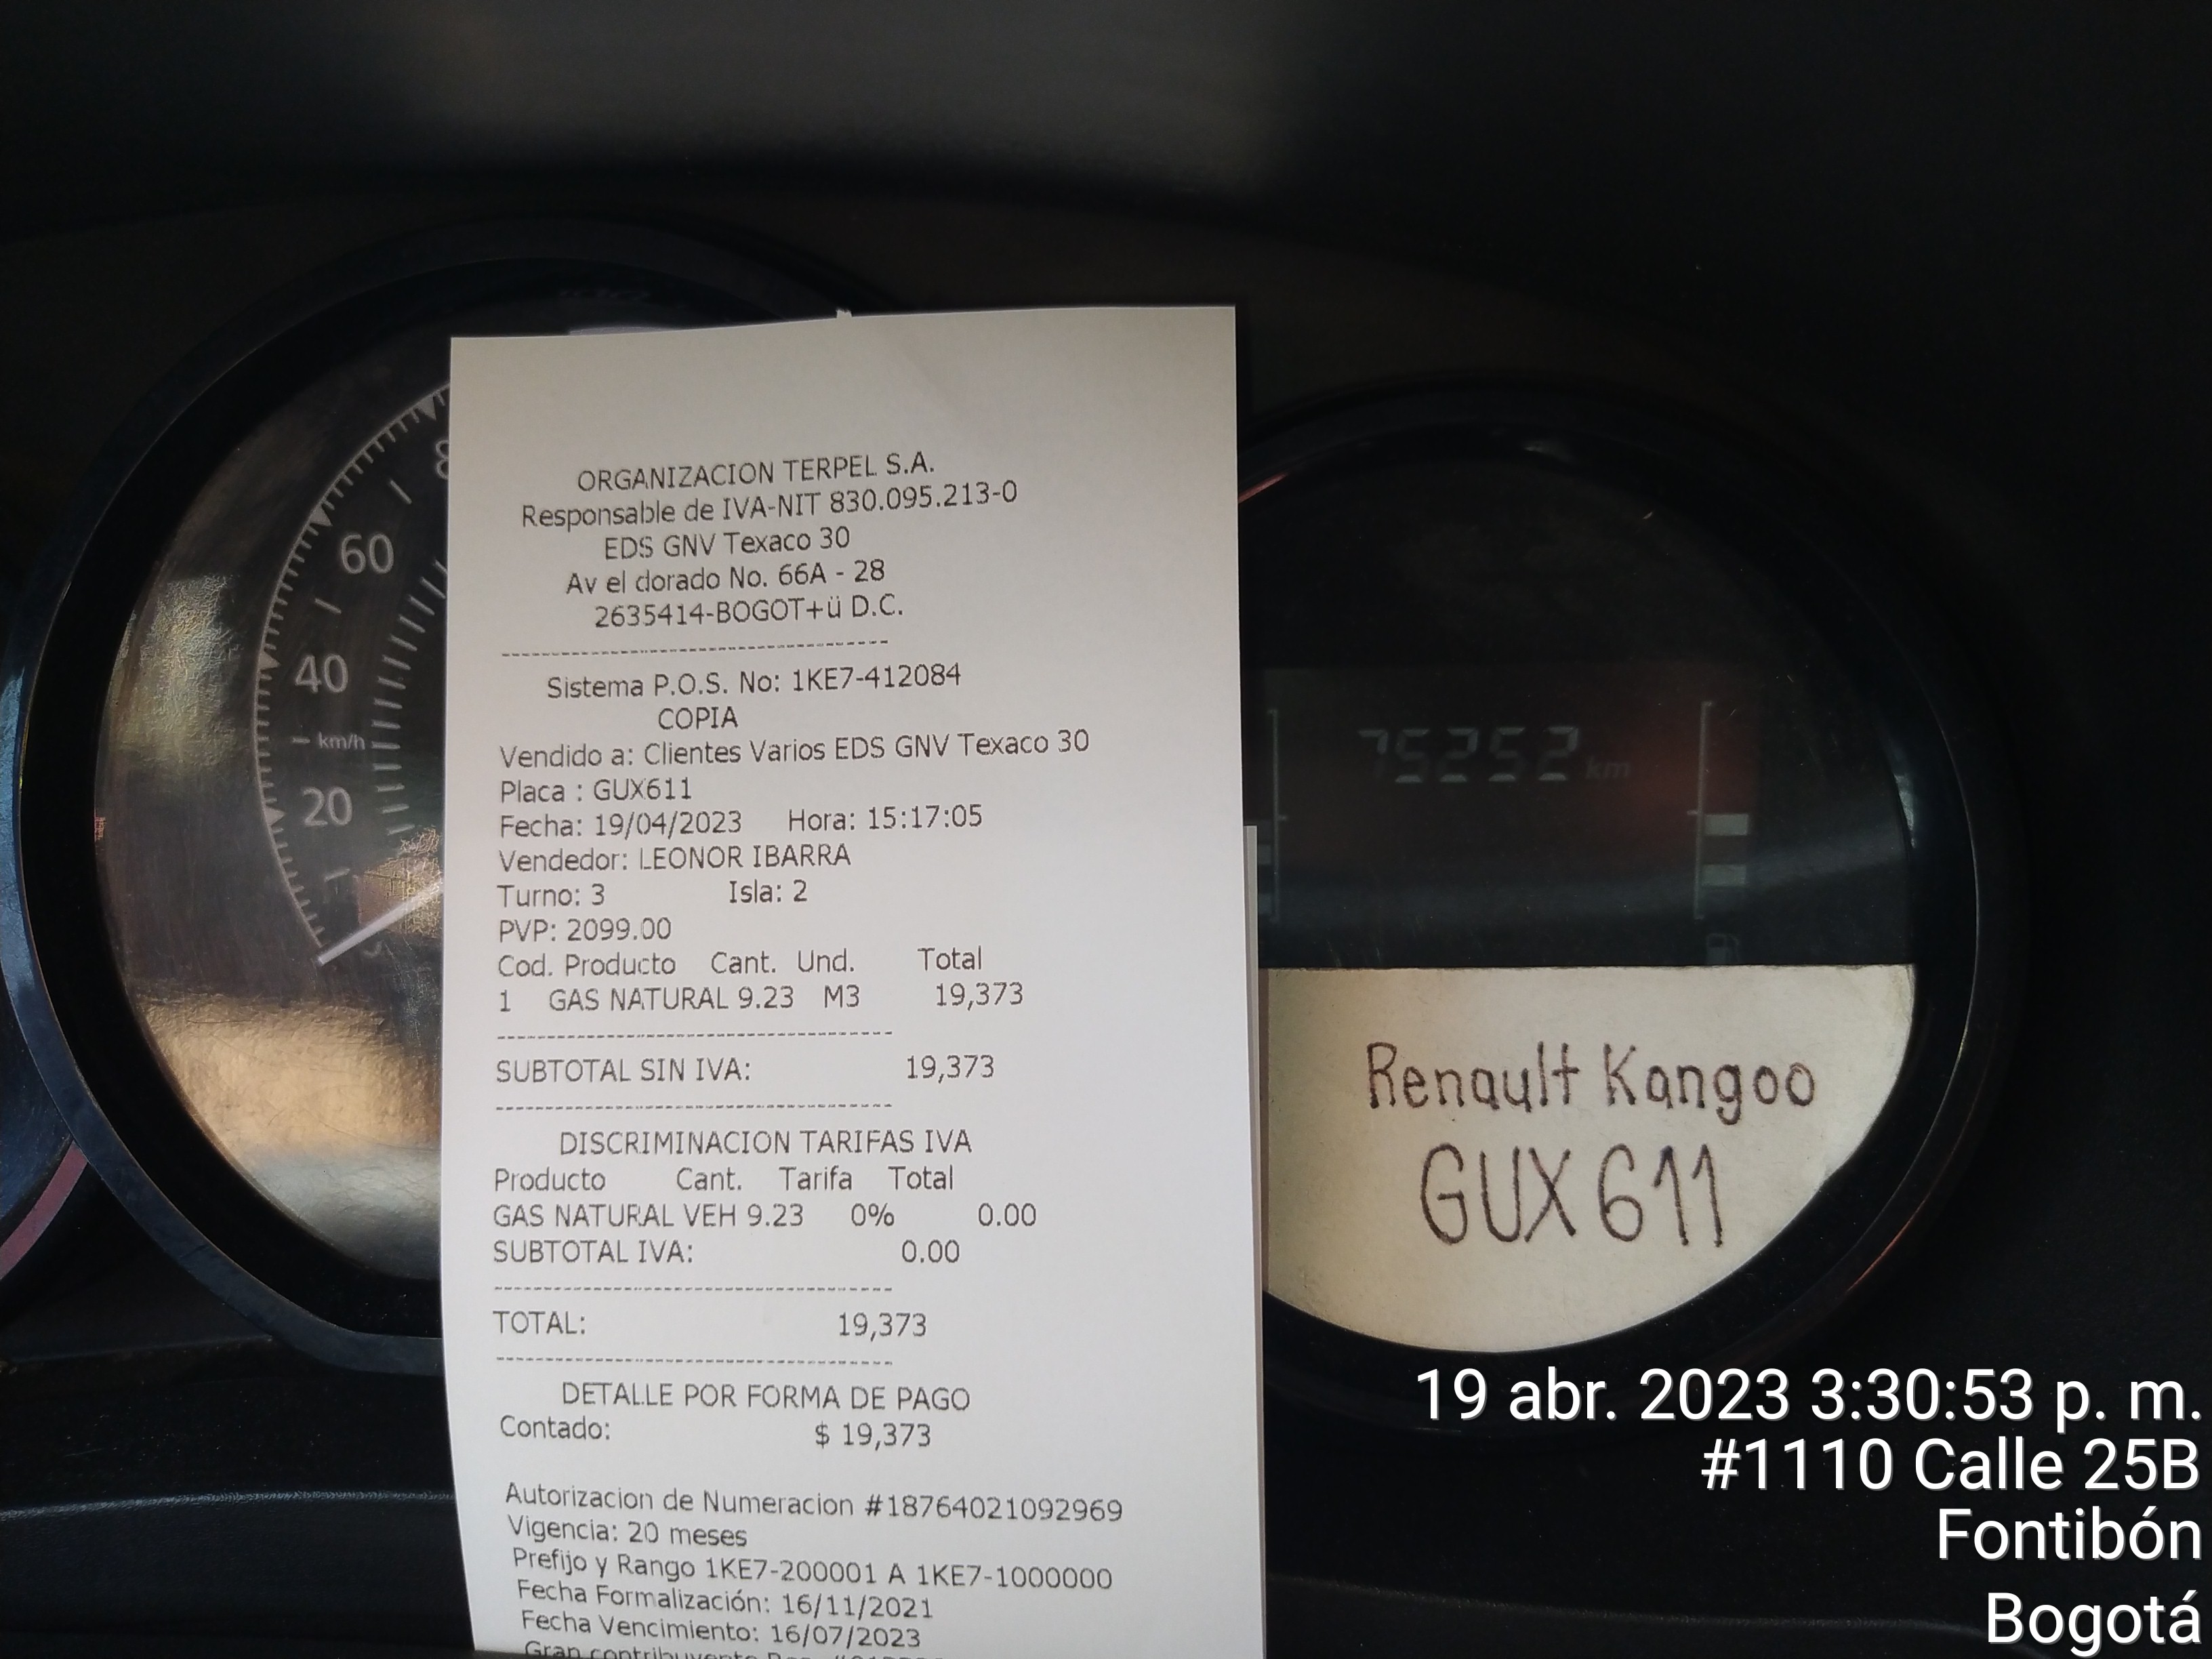 ORGANIZACION TERPEL S.A.
Responsable de IVA-NIT 830.095.213-0
EDS GNV Texaco 30
Av el dorado No. 66A - 28
2635414-BOGOT+ü D.C.
Sistema P.O.S. No: 1KE7-412084
COPIA
Vendido a: Clientes Varios EDS GNV Texaco 30
Placa : GUX611
Fecha: 19/04/2023 Hora: 15:17:05
Vendedor: LEONOR IBARRA
Turno: 3 Isla: 2
PVP: 2099.00
Cod. Producto Cant. Und. Total
1 GAS NATURAL 9.23 M3 19,373
SUBTOTAL SIN IVA: 19,373
DISCRIMINACION TARIFAS IVA
Producto Cant. Tarifa Total
GAS NATURAL VEH 9.23 0% 0.00
SUBTOTAL IVA: 0.00
TOTAL: 19,373
DETALLE POR FORMA DE PAGO
Contado: $ 19,373
Autorizacion de Numeracion #18764021092969
Vigencia: 20 meses
Prefijo y Rango 1KE7-200001 A 1KE7-1000000
Fecha Formalización: 16/11/2021
Fecha Vencimiento: 16/07/2023
Gran contribuyente
60
40
km/h
20
75252 km
Renault Kangoo
GUX611
19 abr. 2023 3:30:53 p. m.
#1110 Calle 25B
Fontibón
Bogotá